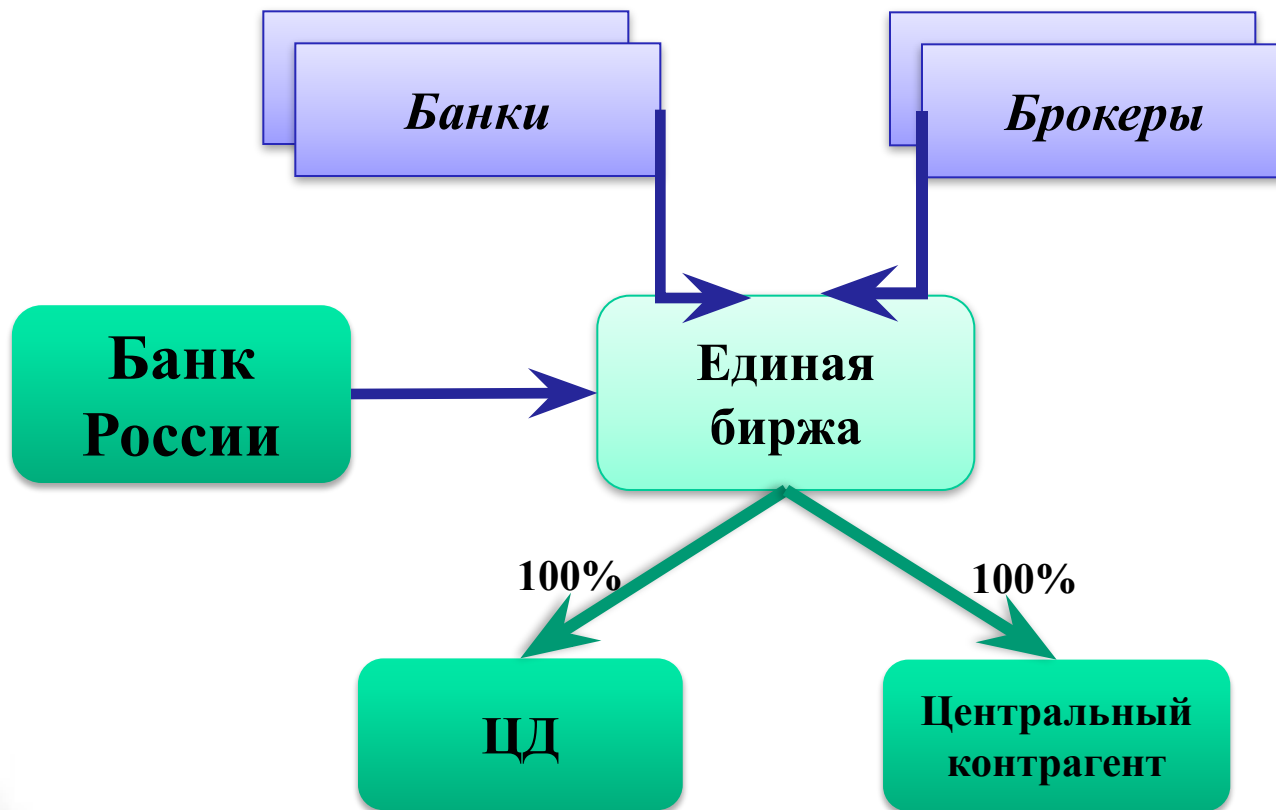 Банки
Брокеры
Банк
России
Единая
биржа
100%
100%
ЦД
Центральный
контрагент